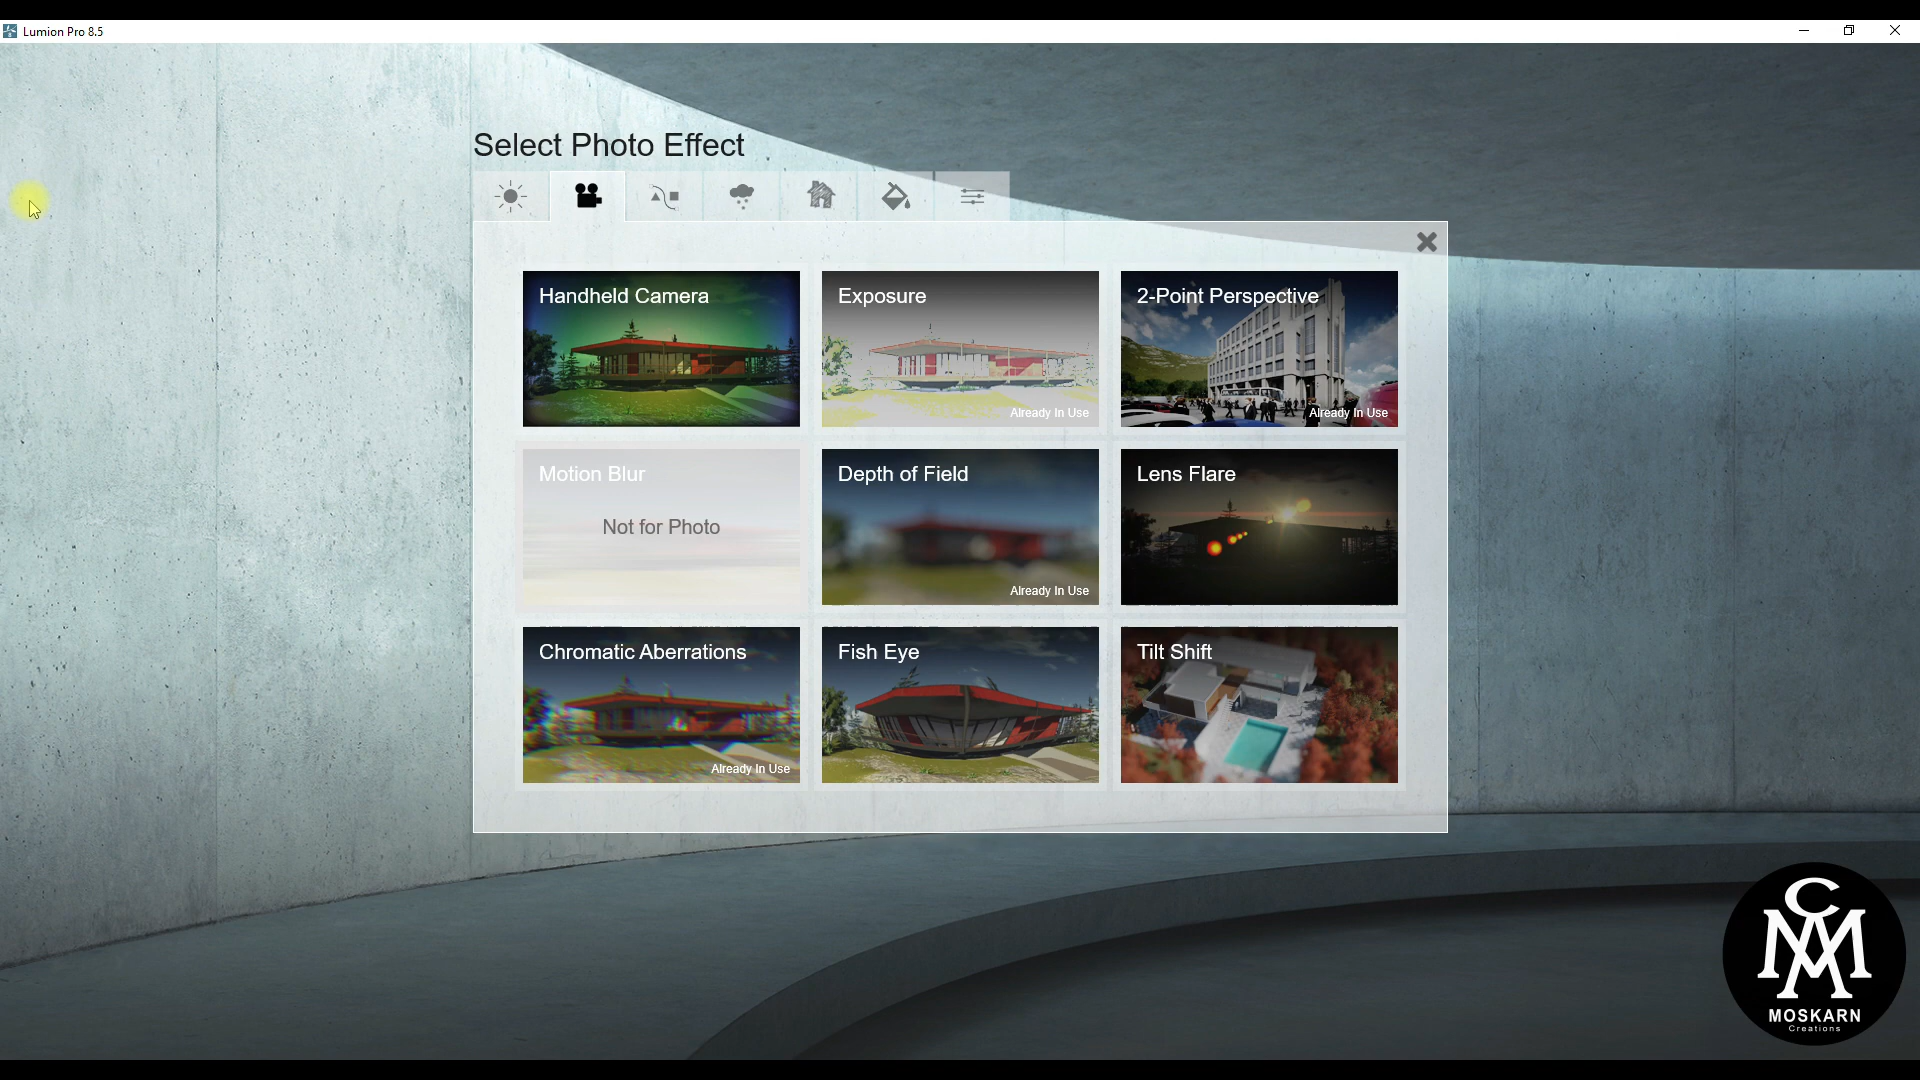 Lumion Pro 8.5
Select Photo Effect
Handheld Camera
Exposure
Already In Use
2-Point Perspective
Already In Use
Motion Blur
Not for Photo
Depth of Field
Already In Use
Lens Flare
Chromatic Aberrations
Already In Use
Fish Eye
Tilt Shift
MOSKARN
Creations